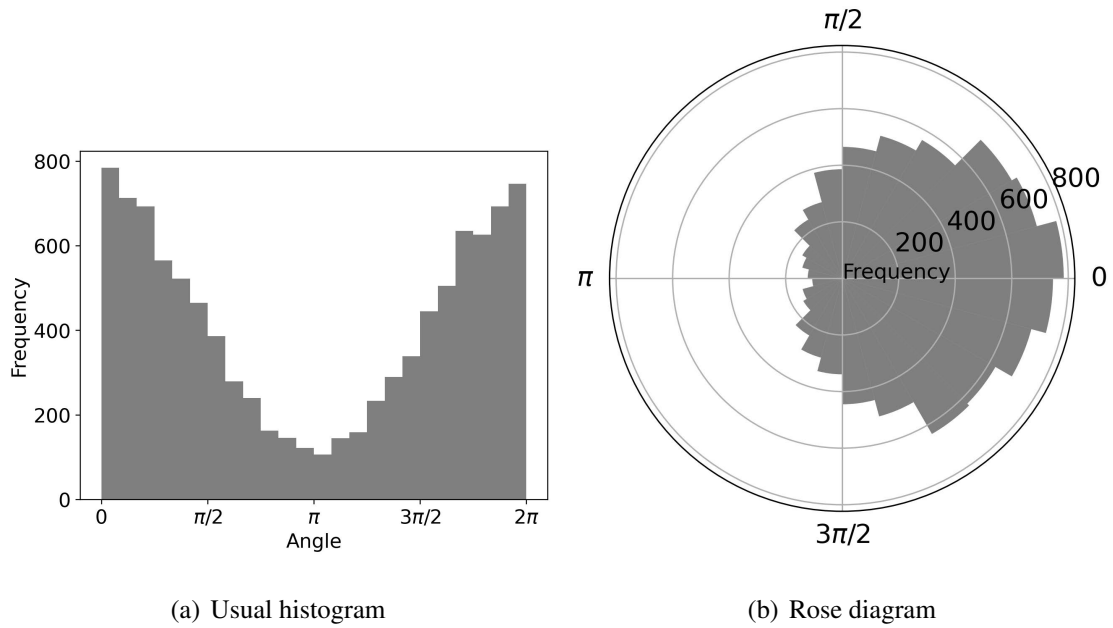 800
600
400
200
0
Frequency
0
π/2
π
3π/2
2π
Angle
(a) Usual histogram
π/2
π
3π/2
0
200
400
600
800
Frequency
(b) Rose diagram